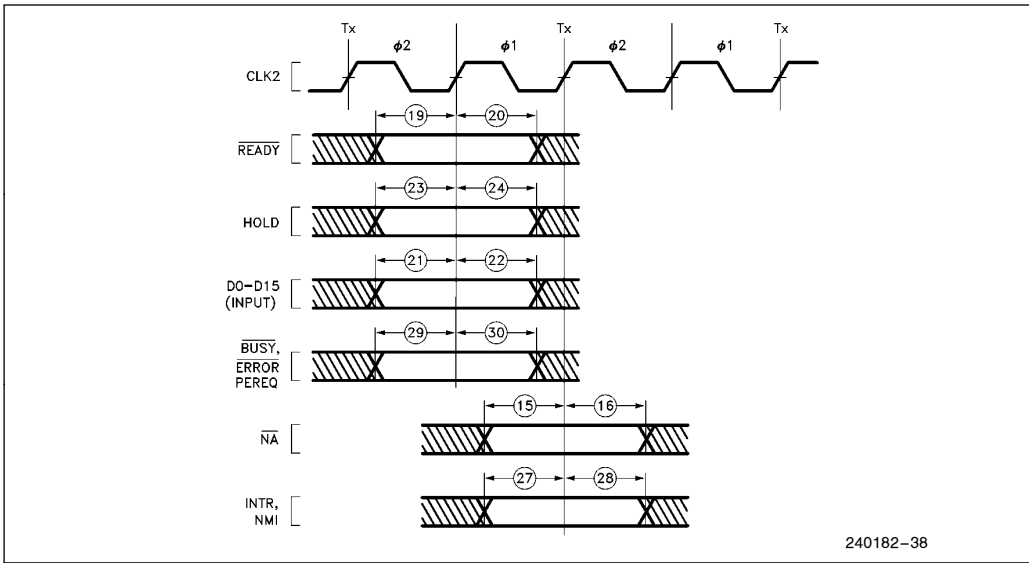 Tx Tx Tx
ϕ2 ϕ1 ϕ2 ϕ1
CLK2
19 20
READY
23 24
HOLD
21 22
D0–D15
(INPUT)
29 30
BUSY,
ERROR
PEREQ
15 16
NA
27 28
INTR,
NMI
240182–38